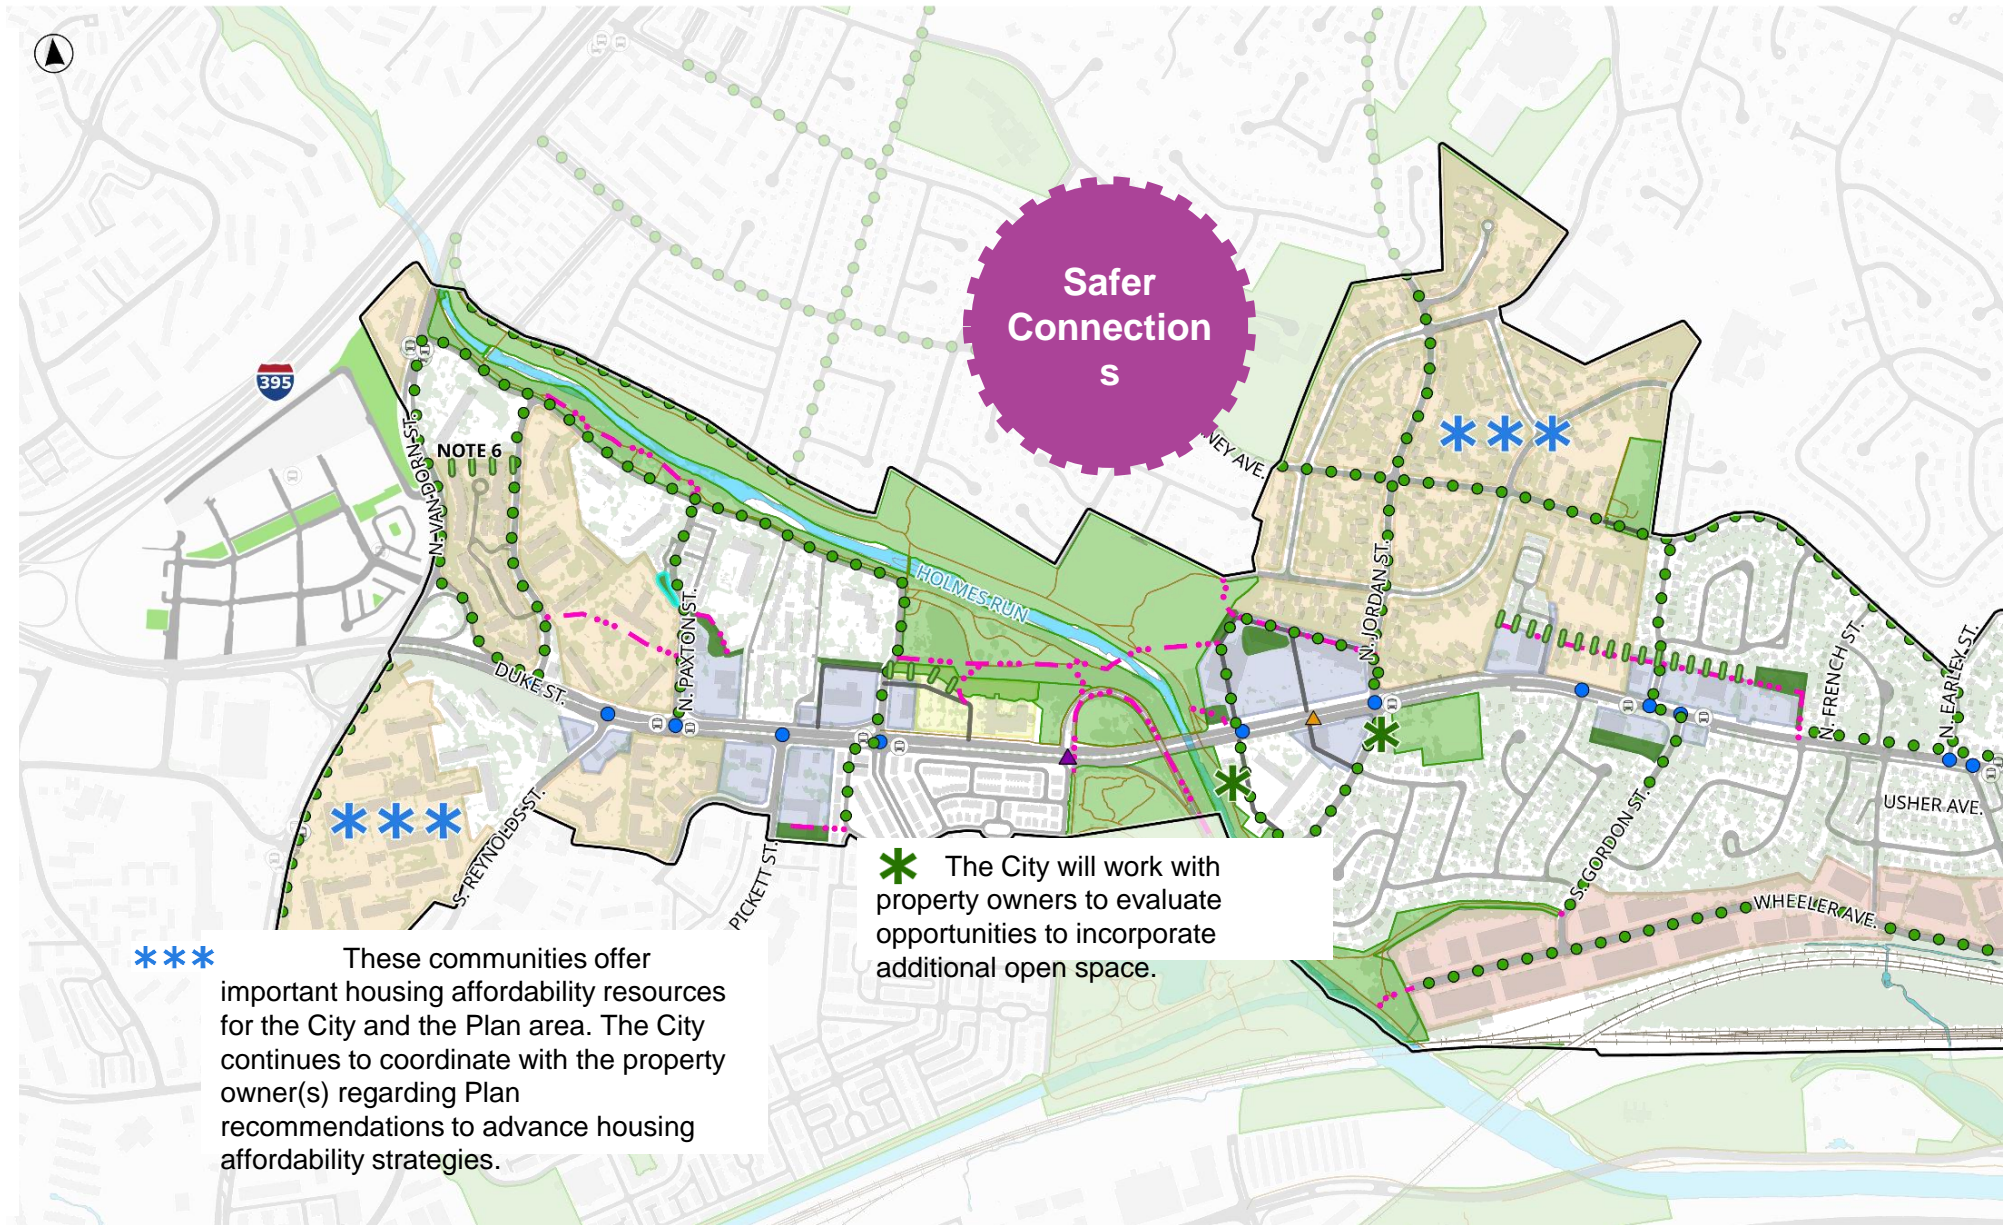 Safer
Connection
s
395
NOTE 6
N. VAN DORN ST.
HOLMES RUN
AVE.
N. JORDAN ST.
N. PAXTON ST.
DUKE ST.
N. FRENCH ST.
N. EARLEY ST.
USHER AVE.
S. REYNOLDS ST.
PICKETT ST.
S. GORDON ST.
WHEELER AVE.
The City will work with
property owners to evaluate
opportunities to incorporate
additional open space.
*** These communities offer
important housing affordability resources
for the City and the Plan area. The City
continues to coordinate with the property
owner(s) regarding Plan
recommendations to advance housing
affordability strategies.